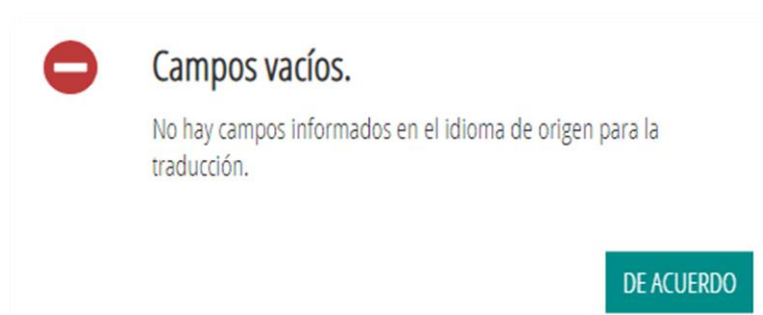 Campos vacíos.
No hay campos informados en el idioma de origen para la
traducción.
DE ACUERDO